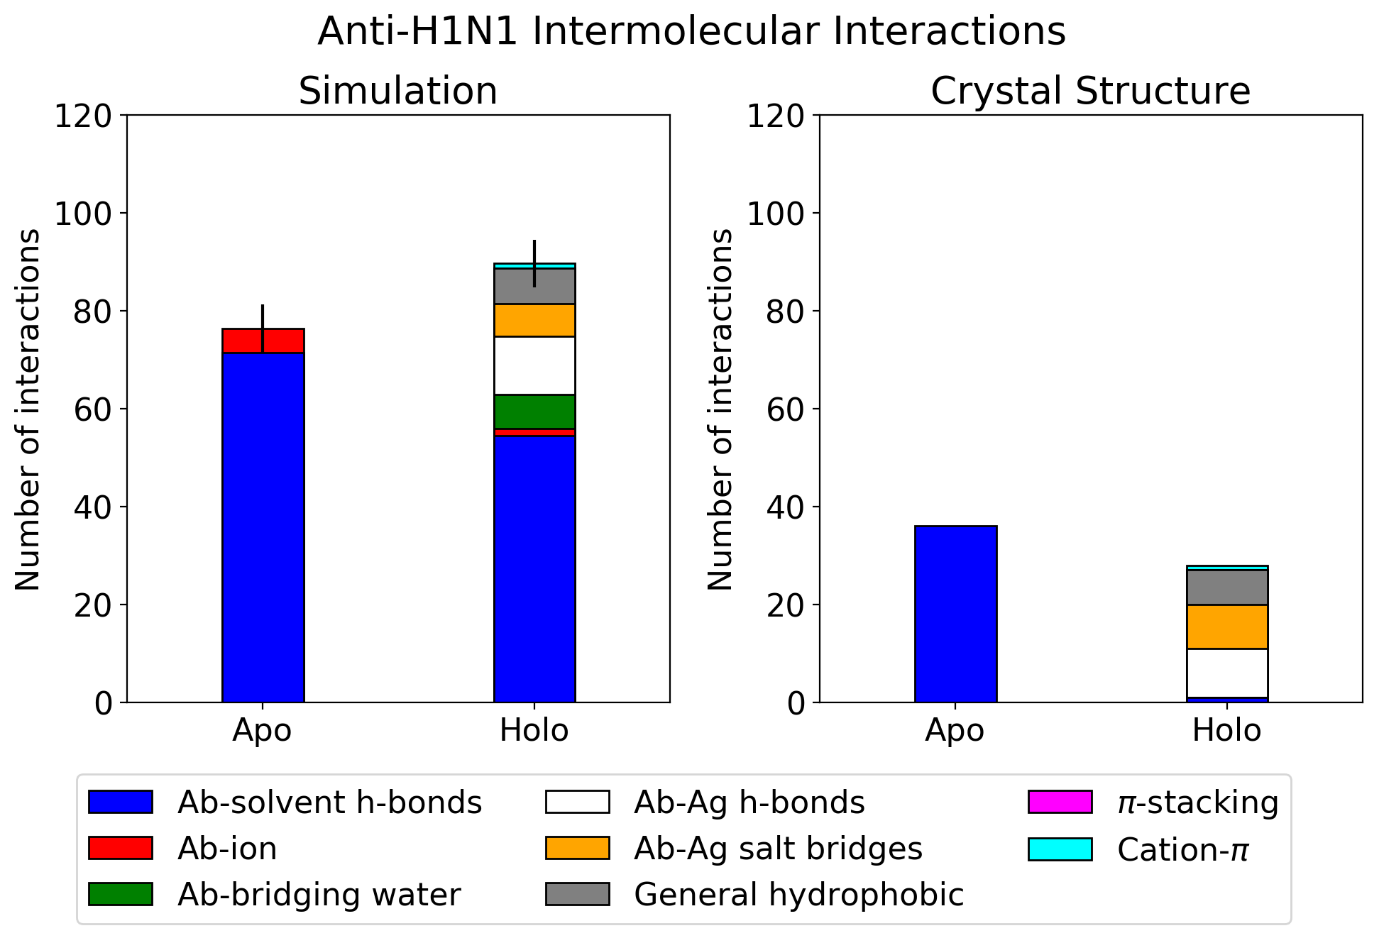 Anti-H1N1 Intermolecular Interactions
Simulation
Number of interactions
120
100
80
60
40
20
0
Apo Holo
Crystal Structure
Number of interactions
120
100
80
60
40
20
0
Apo Holo
Ab-solvent h-bonds
Ab-ion
Ab-bridging water
Ab-Ag h-bonds
Ab-Ag salt bridges
General hydrophobic
π-stacking
Cation-π